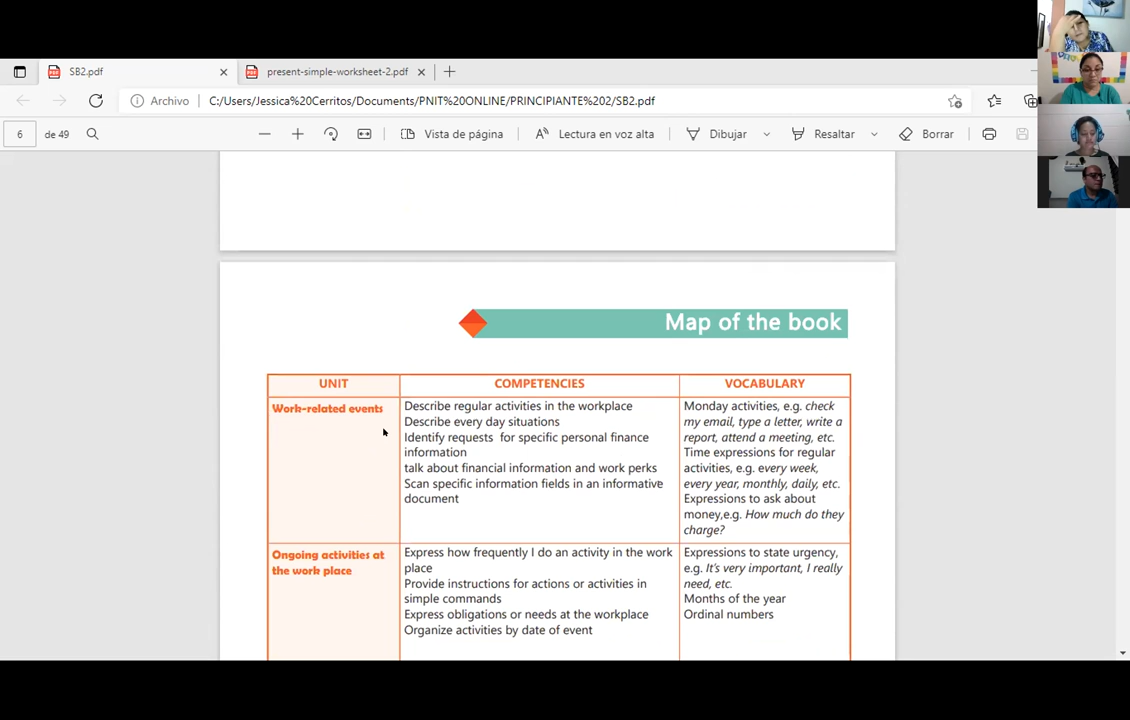 SB2.pdf
present-simple-worksheet-2.pdf
Archivo
C:/Users/Jessica%20Cerritos/Documents/PNIT%20ONLINE/PRINCIPIANTE%202/SB2.pdf
6 de 49
Vista de página
Lectura en voz alta
Dibujar
Resaltar
Borrar
Map of the book
UNIT
COMPETENCIES
VOCABULARY
Work-related events
Describe regular activities in the workplace
Describe every day situations
Identify requests for specific personal finance
information
talk about financial information and work perks
Scan specific information fields in an informative
document
Monday activities, e.g. check
my email, type a letter, write a
report, attend a meeting, etc.
Time expressions for regular
activities, e.g. every week,
every year, monthly, daily, etc.
Expressions to ask about
money,e.g. How much do they
charge?
Ongoing activities at
the work place
Express how frequently I do an activity in the work
place
Provide instructions for actions or activities in
simple commands
Express obligations or needs at the workplace
Organize activities by date of event
Expressions to state urgency,
e.g. It's very important, I really
need, etc.
Months of the year
Ordinal numbers